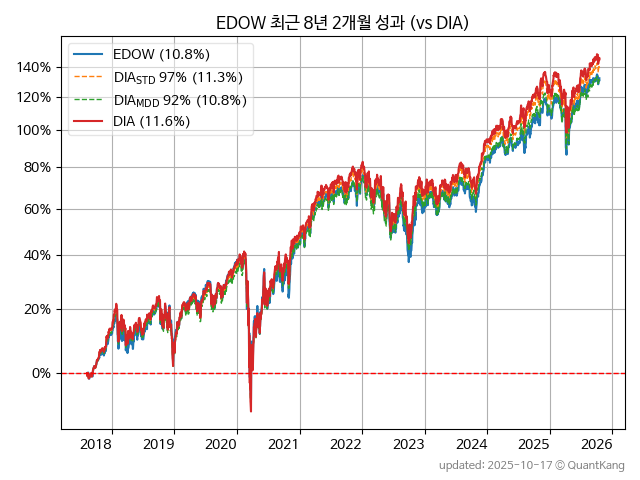 EDOW 최근 8년 2개월 성과 (vs DIA)
EDOW (10.8%)
DIA_STD 97% (11.3%)
DIA_MDD 92% (10.8%)
DIA (11.6%)
140%
120%
100%
80%
60%
40%
20%
0%
2018 2019 2020 2021 2022 2023 2024 2025 2026
updated: 2025-10-17 © QuantKang